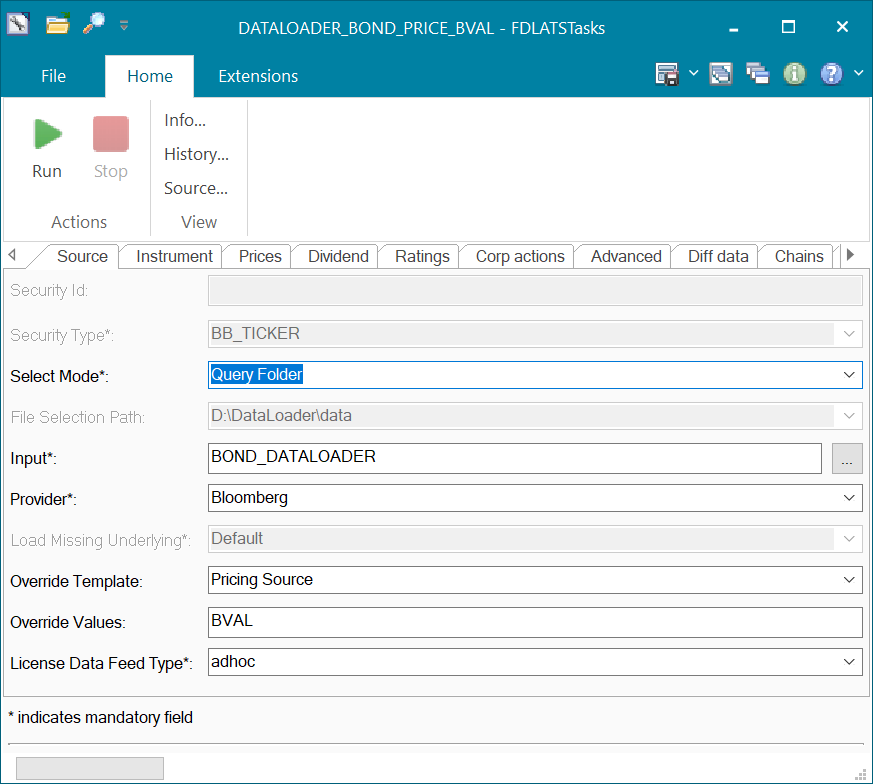 DATALOADER_BOND_PRICE_BVAL - FDLATSTasks
File Home Extensions
Run Stop
Actions
Info...
History...
Source...
View
Source Instrument Prices Dividend Ratings Corp actions Advanced Diff data Chains
Security Id:
Security Type*: BB_TICKER
Select Mode*: Query Folder
File Selection Path: D:\DataLoader\data
Input*: BOND_DATALOADER ...
Provider*: Bloomberg
Load Missing Underlying*: Default
Override Template: Pricing Source
Override Values: BVAL
License Data Feed Type*: adhoc
* indicates mandatory field